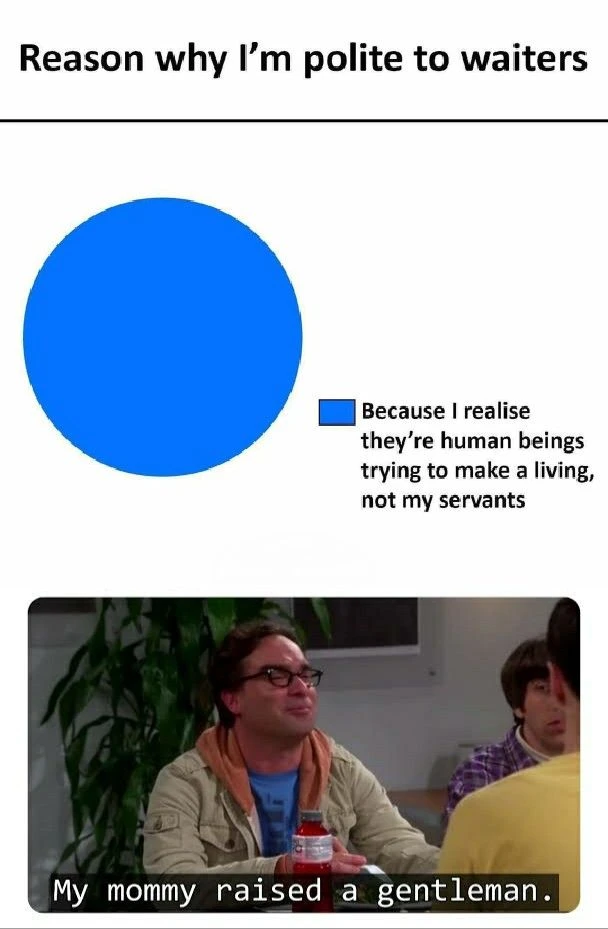 Reason why I’m polite to waiters
Because I realise
they’re human beings
trying to make a living,
not my servants
My mommy raised a gentleman.